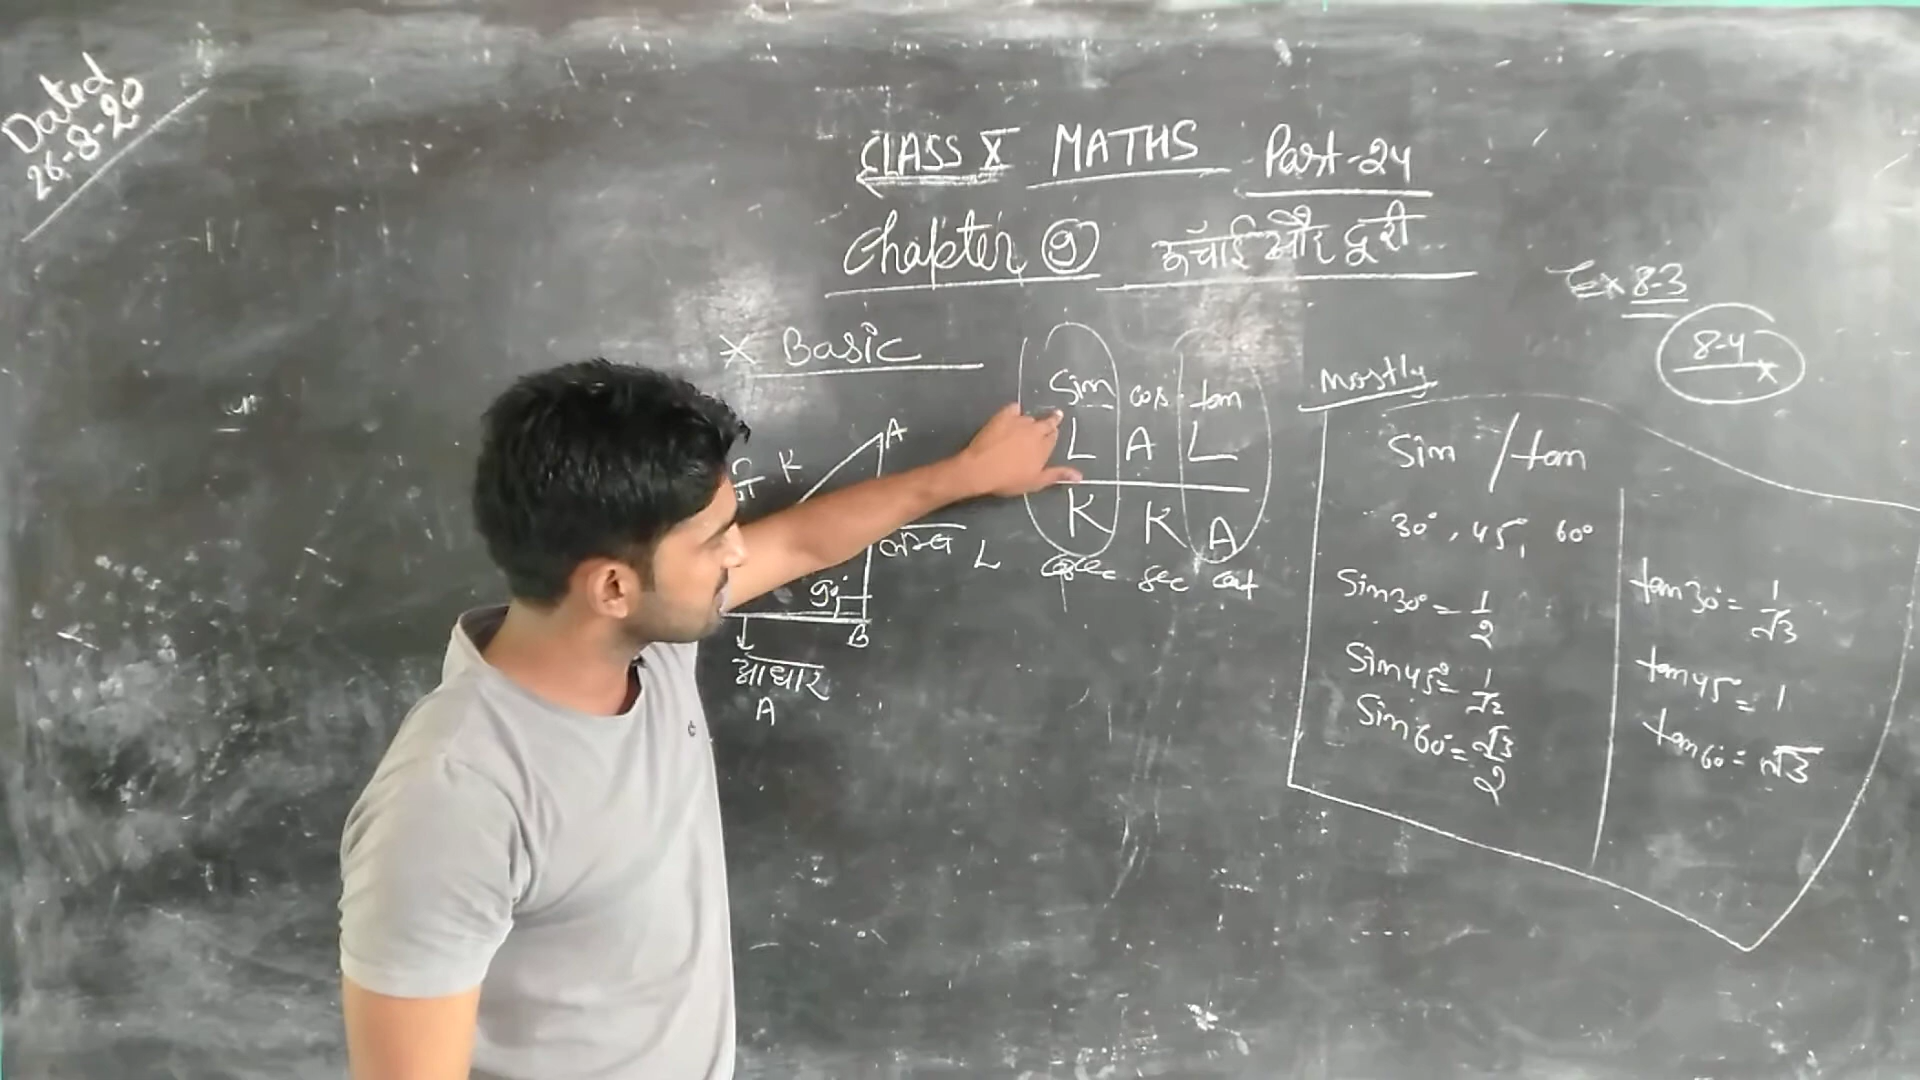 Dated
26-8-20
CLASS X MATHS Part-24
Chapter 9 ऊँचाई और दूरी
Ex 8.3
8.4 x
* Basic
A
K
लम्ब L
90°
B
आधार
A
Sin cos tan
L A L
K K A
cosec sec cot
Mostly
Sin / tan
30°, 45°, 60°
Sin30° = 1/2
Sin45° = 1/√2
Sin60° = √3/2
tan30° = 1/√3
tan45° = 1
tan60° = √3